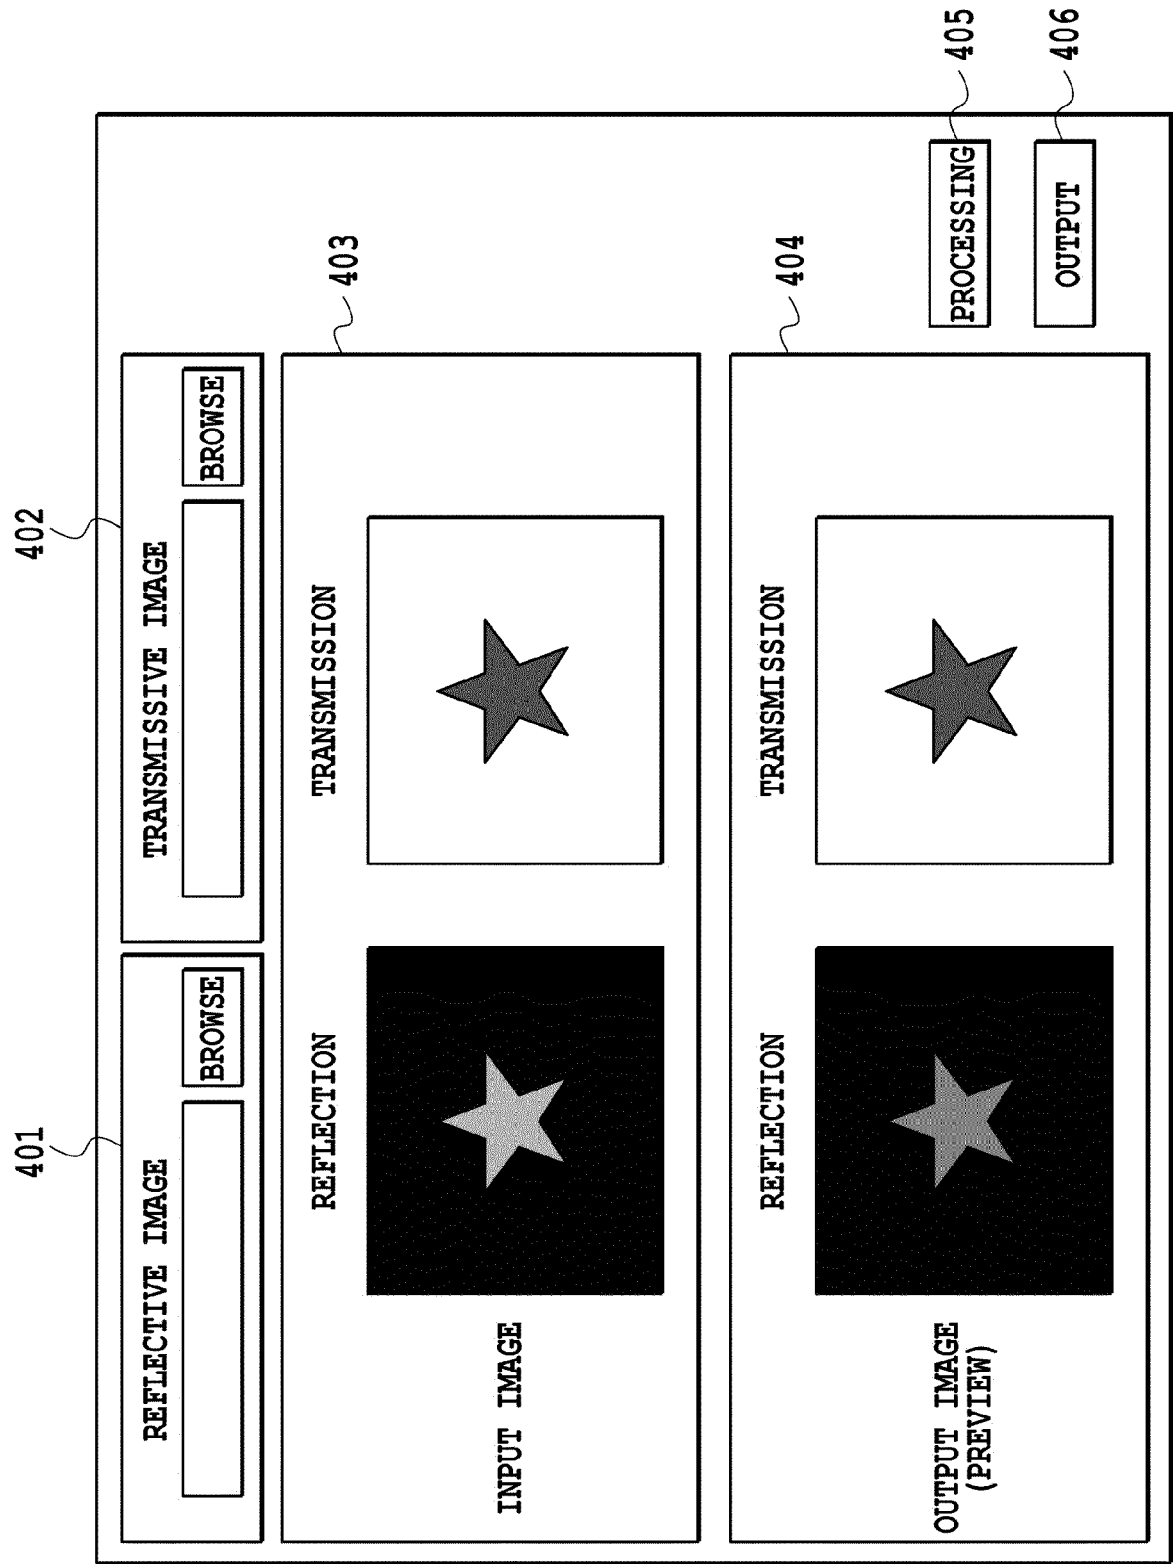 401
402
REFLECTIVE IMAGE
BROWSE
TRANSMISSIVE IMAGE
BROWSE
403
REFLECTION
TRANSMISSION
INPUT IMAGE
404
REFLECTION
TRANSMISSION
OUTPUT IMAGE
(PREVIEW)
PROCESSING
405
OUTPUT
406